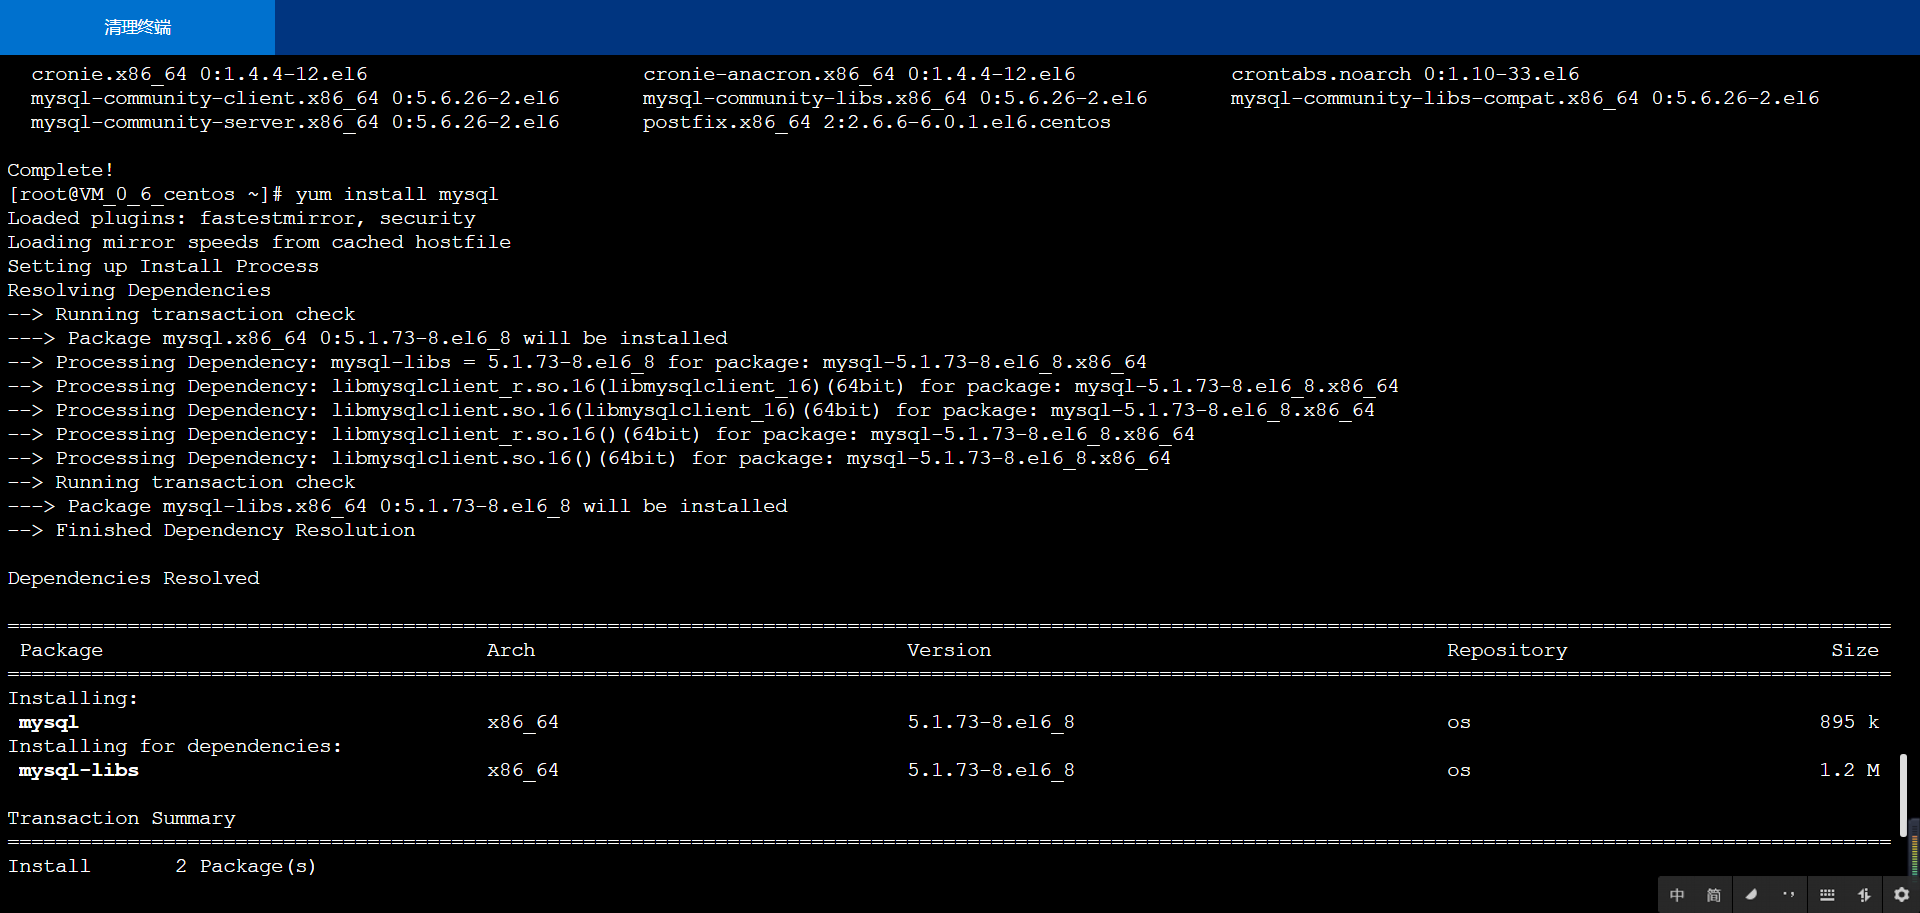 清理终端
cronie.x86_64 0:1.4.4-12.el6 cronie-anacron.x86_64 0:1.4.4-12.el6 crontabs.noarch 0:1.10-33.el6
mysql-community-client.x86_64 0:5.6.26-2.el6 mysql-community-libs.x86_64 0:5.6.26-2.el6 mysql-community-libs-compat.x86_64 0:5.6.26-2.el6
mysql-community-server.x86_64 0:5.6.26-2.el6 postfix.x86_64 2:2.6.6-6.0.1.el6.centos
Complete!
[root@VM_0_6_centos ~]# yum install mysql
Loaded plugins: fastestmirror, security
Loading mirror speeds from cached hostfile
Setting up Install Process
Resolving Dependencies
--> Running transaction check
---> Package mysql.x86_64 0:5.1.73-8.el6_8 will be installed
--> Processing Dependency: mysql-libs = 5.1.73-8.el6_8 for package: mysql-5.1.73-8.el6_8.x86_64
--> Processing Dependency: libmysqlclient_r.so.16(libmysqlclient_16)(64bit) for package: mysql-5.1.73-8.el6_8.x86_64
--> Processing Dependency: libmysqlclient.so.16(libmysqlclient_16)(64bit) for package: mysql-5.1.73-8.el6_8.x86_64
--> Processing Dependency: libmysqlclient_r.so.16()(64bit) for package: mysql-5.1.73-8.el6_8.x86_64
--> Processing Dependency: libmysqlclient.so.16()(64bit) for package: mysql-5.1.73-8.el6_8.x86_64
--> Running transaction check
---> Package mysql-libs.x86_64 0:5.1.73-8.el6_8 will be installed
--> Finished Dependency Resolution
Dependencies Resolved
Package Arch Version Repository Size
Installing:
mysql x86_64 5.1.73-8.el6_8 os 895 k
Installing for dependencies:
mysql-libs x86_64 5.1.73-8.el6_8 os 1.2 M
Transaction Summary
Install 2 Package(s)
中 简